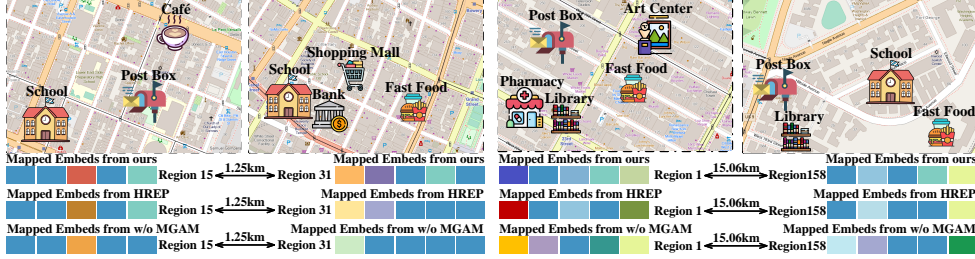 Café
Post Box
School
Shopping Mall
School
Bank
Fast Food
Post Box
Art Center
Fast Food
Pharmacy
Library
School
Post Box
Library
Fast Food
Mapped Embeds from ours
Mapped Embeds from ours
Region 15
1.25km
Region 31
Mapped Embeds from HREP
Mapped Embeds from HREP
Region 15
1.25km
Region 31
Mapped Embeds from w/o MGAM
Mapped Embeds from w/o MGAM
Region 15
1.25km
Region 31
Mapped Embeds from ours
Mapped Embeds from ours
Region 1
15.06km
Region158
Mapped Embeds from HREP
Mapped Embeds from HREP
Region 1
15.06km
Region158
Mapped Embeds from w/o MGAM
Mapped Embeds from w/o MGAM
Region 1
15.06km
Region158